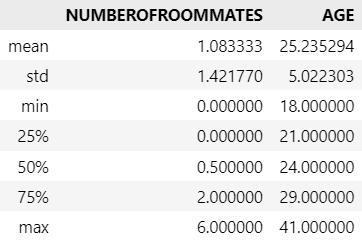 NUMBEROFROOMMATES AGE
mean 1.083333 25.235294
std 1.421770 5.022303
min 0.000000 18.000000
25% 0.000000 21.000000
50% 0.500000 24.000000
75% 2.000000 29.000000
max 6.000000 41.000000